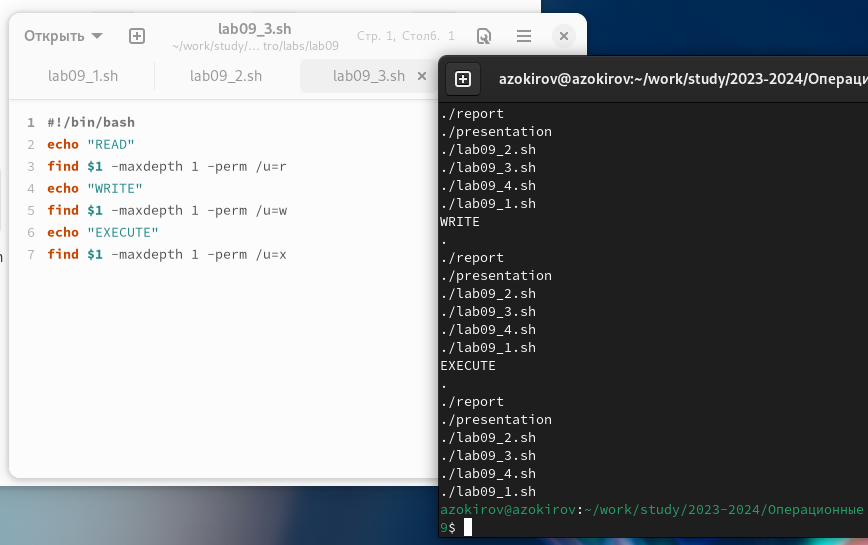 Открыть
lab09_3.sh
~/work/study/… tro/labs/lab09
Стр. 1, Столб. 1
lab09_1.sh
lab09_2.sh
lab09_3.sh
1 #!/bin/bash
2 echo "READ"
3 find $1 -maxdepth 1 -perm /u=r
4 echo "WRITE"
5 find $1 -maxdepth 1 -perm /u=w
6 echo "EXECUTE"
7 find $1 -maxdepth 1 -perm /u=x
azokirov@azokirov:~/work/study/2023-2024/Операци
./report
./presentation
./lab09_2.sh
./lab09_3.sh
./lab09_4.sh
./lab09_1.sh
WRITE
.
./report
./presentation
./lab09_2.sh
./lab09_3.sh
./lab09_4.sh
./lab09_1.sh
EXECUTE
.
./report
./presentation
./lab09_2.sh
./lab09_3.sh
./lab09_4.sh
./lab09_1.sh
azokirov@azokirov:~/work/study/2023-2024/Операционные
9$